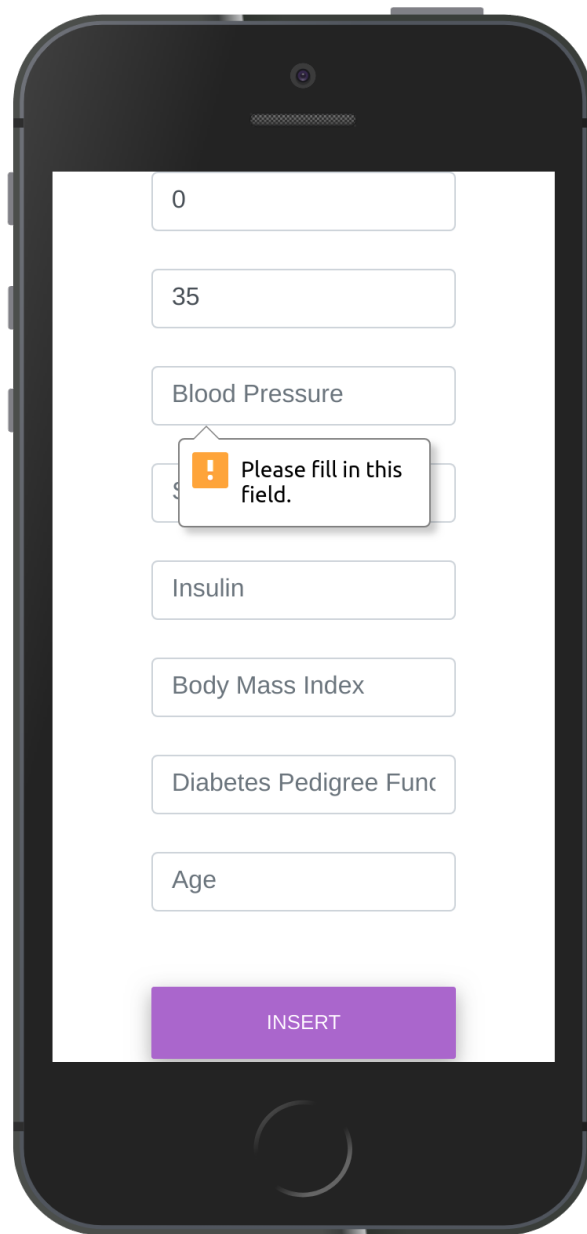 0
35
Blood Pressure
Please fill in this
field.
Insulin
Body Mass Index
Diabetes Pedigree Func
Age
INSERT